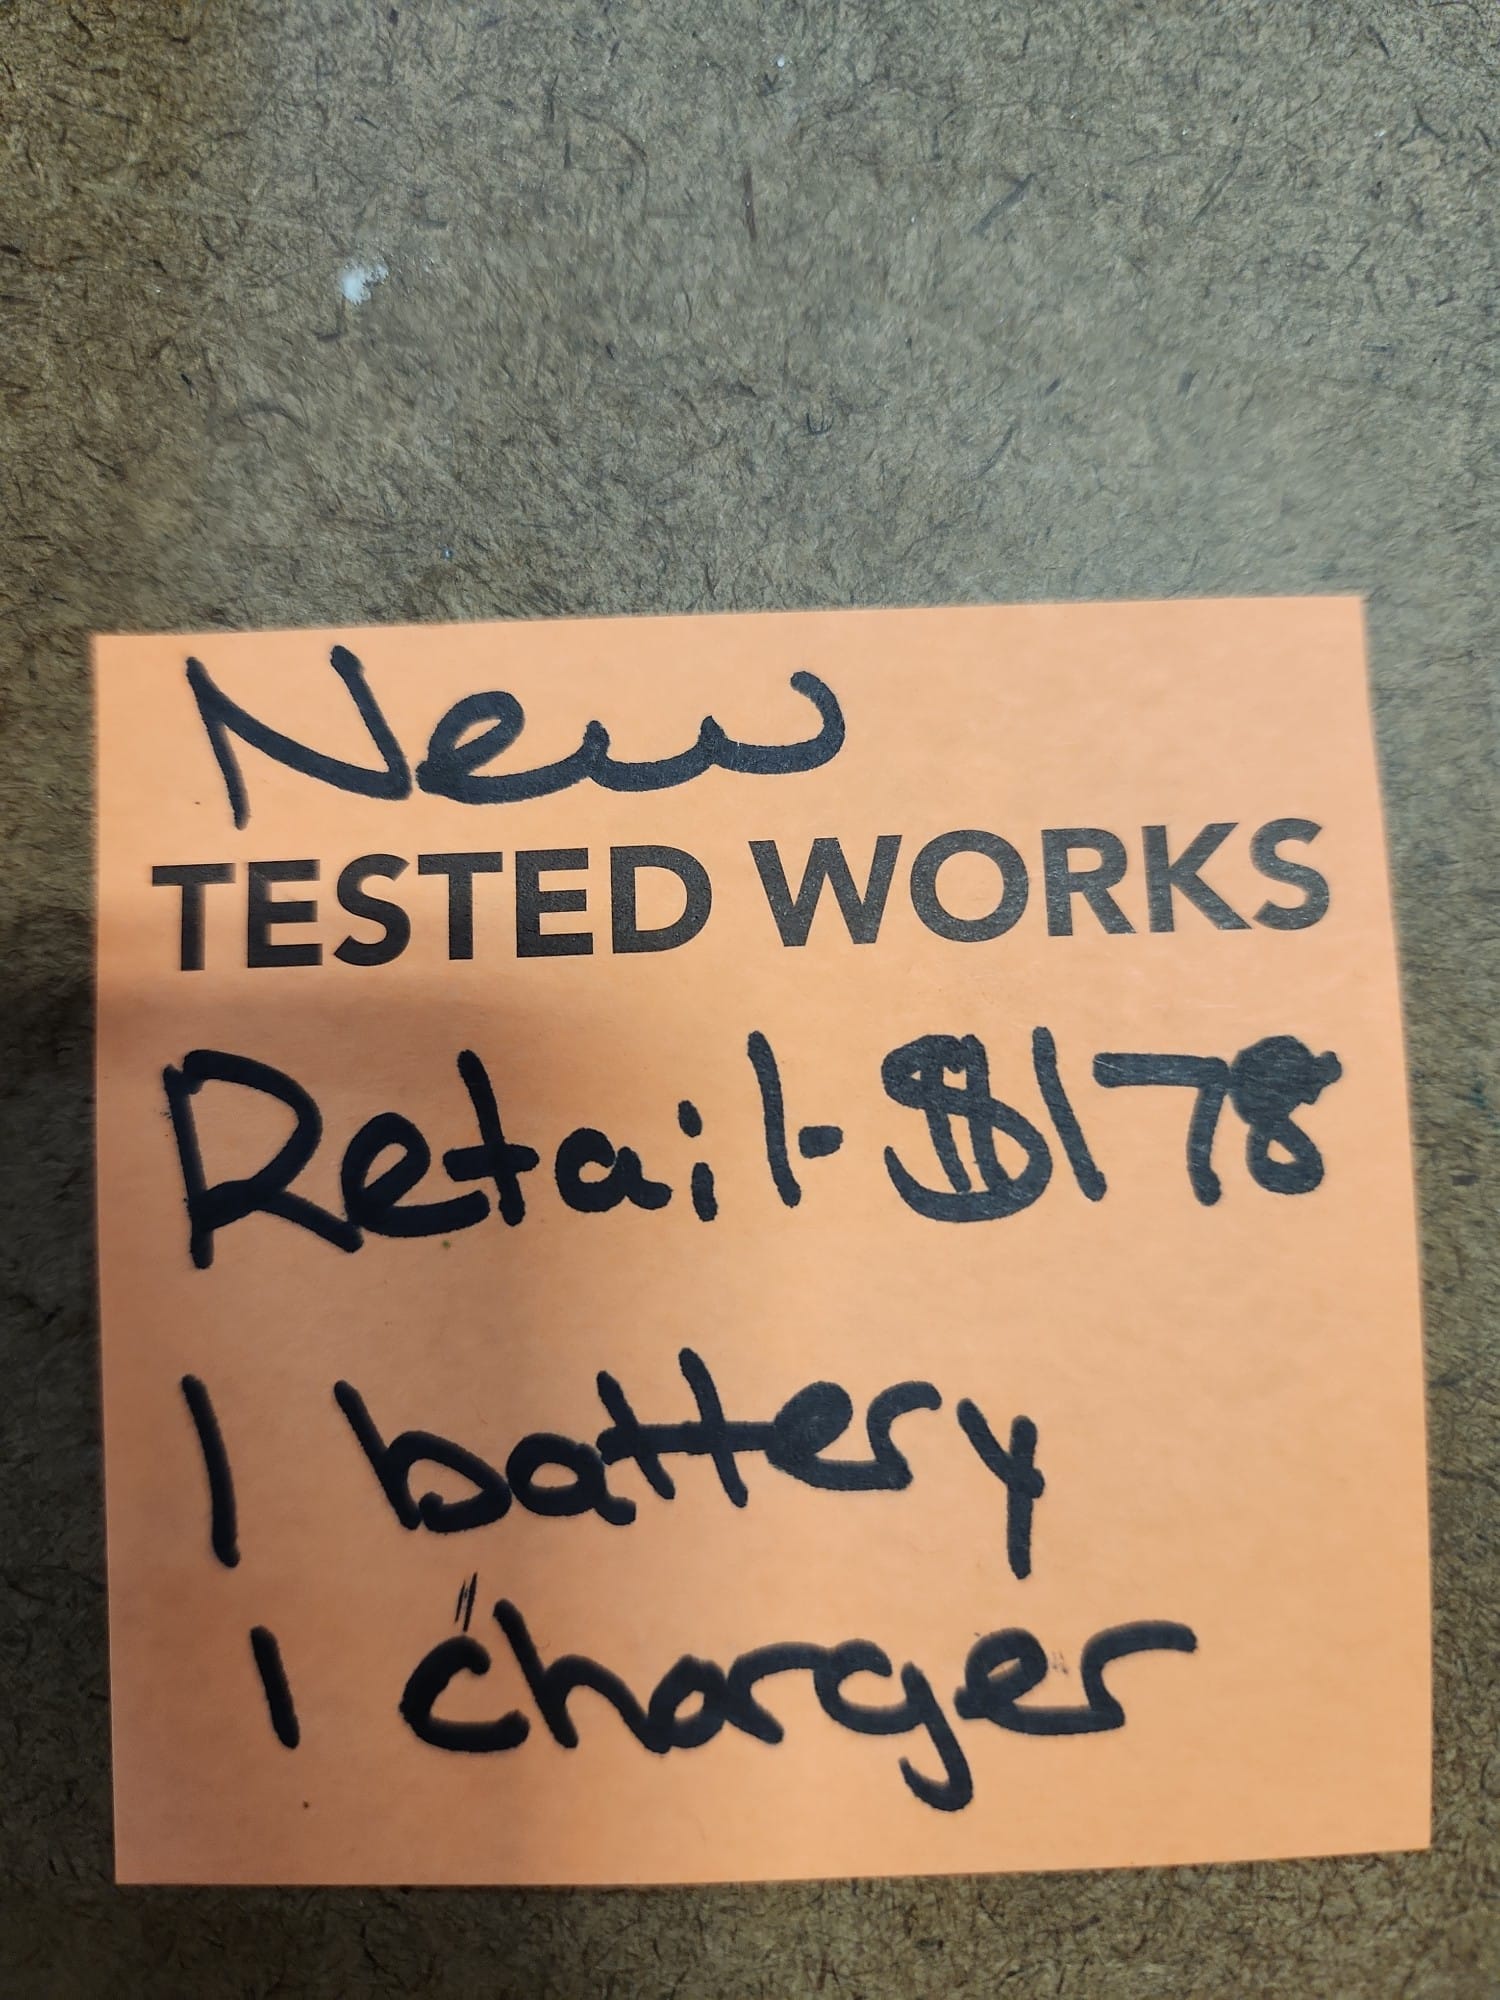 New
TESTED WORKS
Retail- $178
1 battery
1 charger